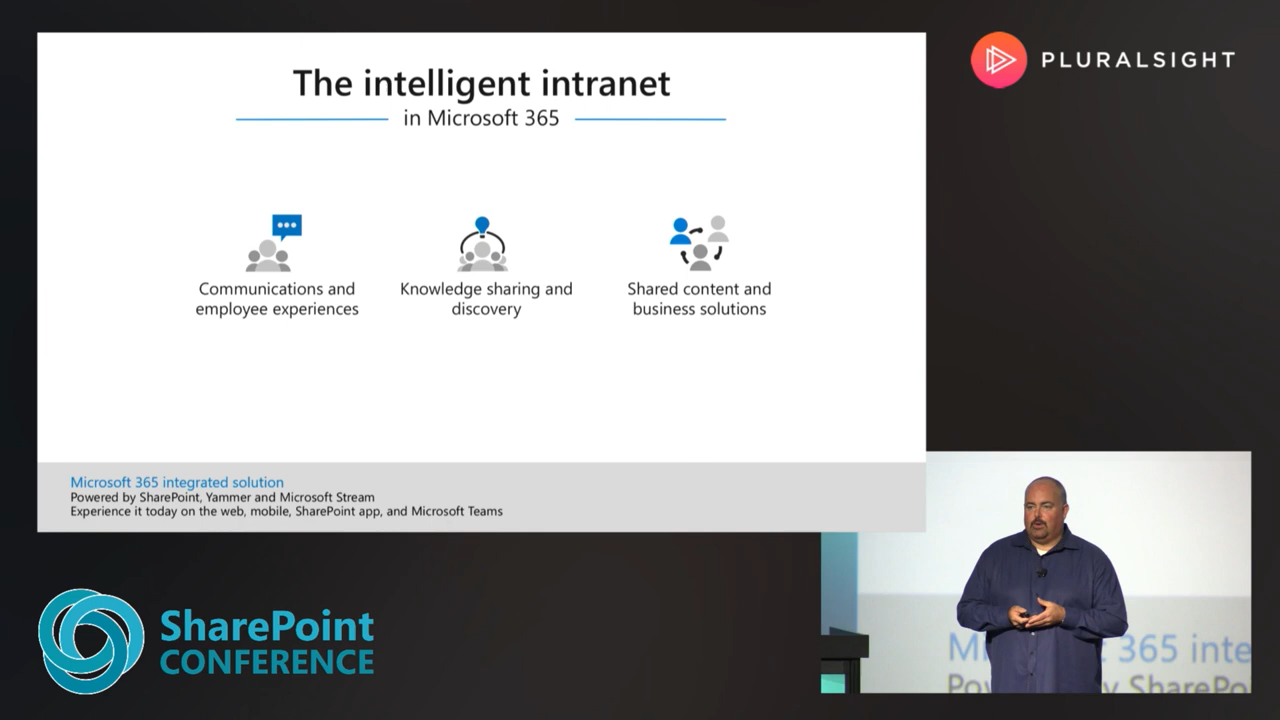 The intelligent intranet
in Microsoft 365
Communications and
employee experiences
Knowledge sharing and
discovery
Shared content and
business solutions
Microsoft 365 integrated solution
Powered by SharePoint, Yammer and Microsoft Stream
Experience it today on the web, mobile, SharePoint app, and Microsoft Teams
PLURALSIGHT
SharePoint
CONFERENCE
365 inte